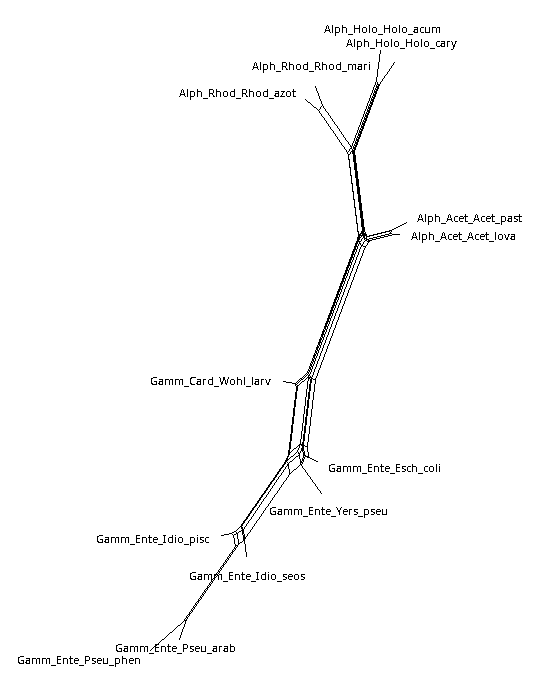 Alph_Holo_Holo_acum
Alph_Holo_Holo_cary
Alph_Rhod_Rhod_mari
Alph_Rhod_Rhod_azot
Alph_Acet_Acet_past
Alph_Acet_Acet_lova
Gamm_Card_Wohl_larv
Gamm_Ente_Esch_coli
Gamm_Ente_Yers_pseu
Gamm_Ente_Idio_pisc
Gamm_Ente_Idio_seos
Gamm_Ente_Pseu_arab
Gamm_Ente_Pseu_phen